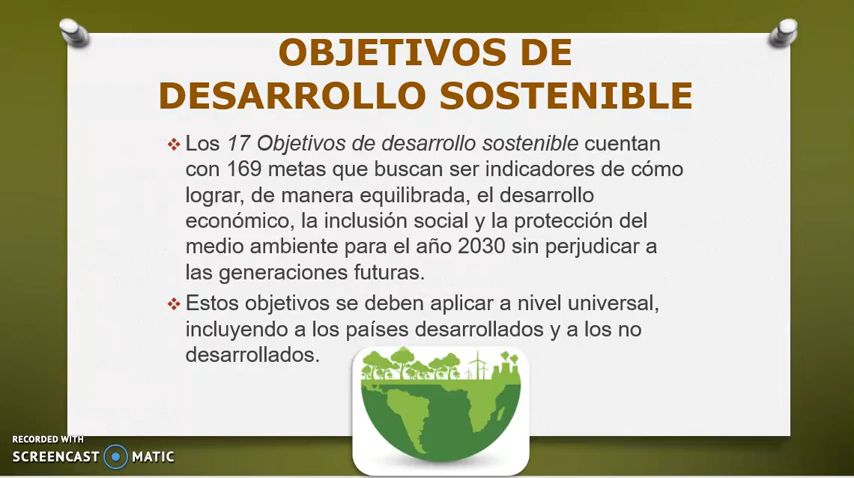 OBJETIVOS DE
DESARROLLO SOSTENIBLE
❖ Los 17 Objetivos de desarrollo sostenible cuentan
con 169 metas que buscan ser indicadores de cómo
lograr, de manera equilibrada, el desarrollo
económico, la inclusión social y la protección del
medio ambiente para el año 2030 sin perjudicar a
las generaciones futuras.
❖ Estos objetivos se deben aplicar a nivel universal,
incluyendo a los países desarrollados y a los no
desarrollados.
RECORDED WITH
SCREENCAST MATIC